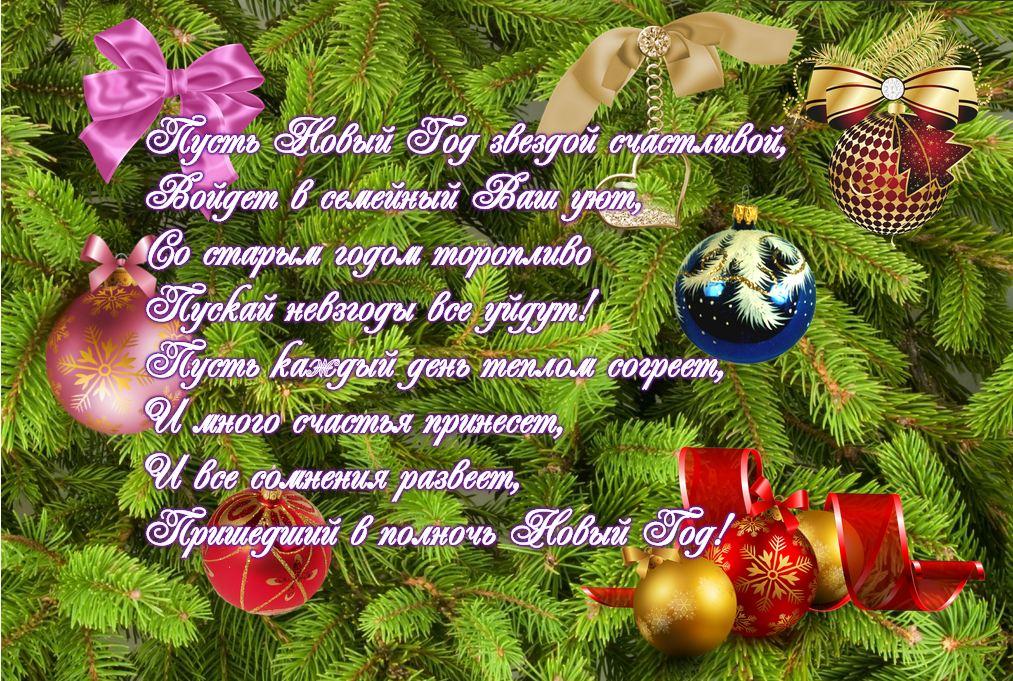 Пусть Новый Год звездой счастливой,
Войдет в семейный Ваш уют,
Со старым годом торопливо
Пускай невзгоды все уйдут!
Пусть каждый день теплом согреет,
И много счастья принесет,
И все сомнения развеет,
Пришедший в полночь Новый Год!